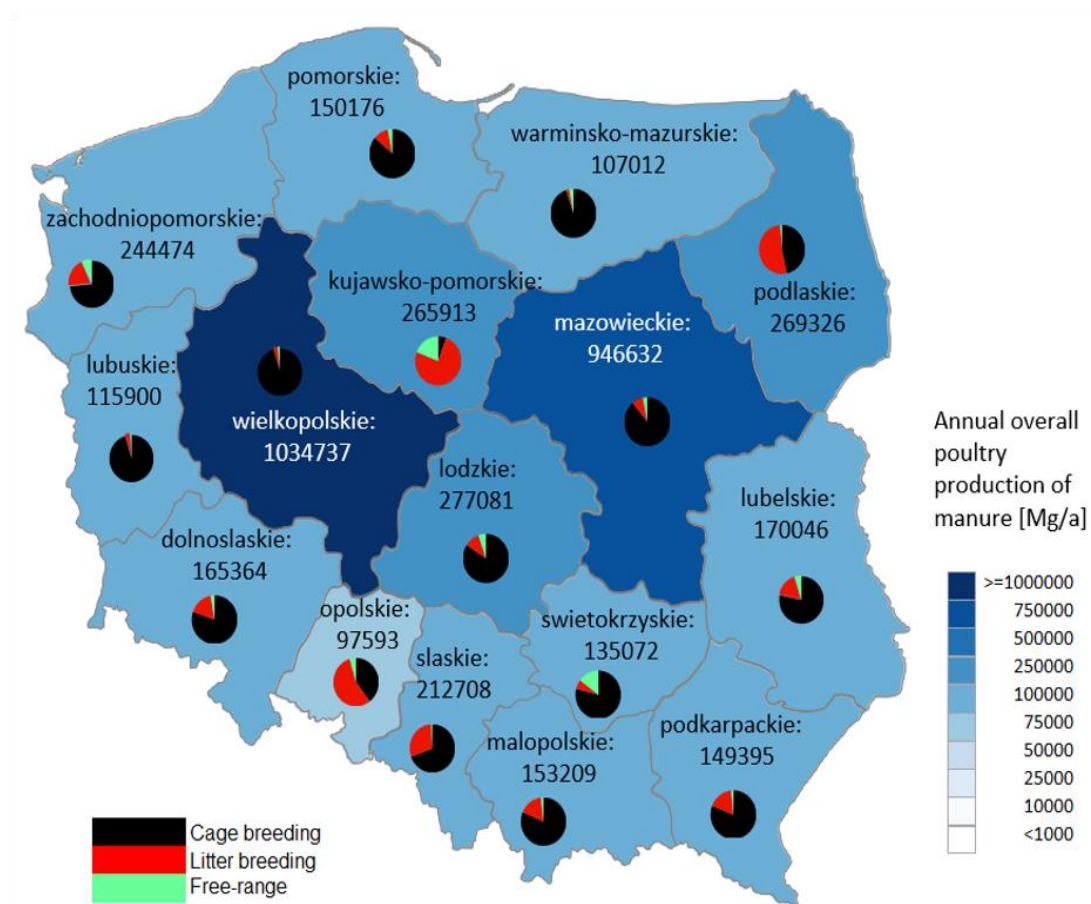 pomorskie:
150176
warminsko-mazurskie:
107012
zachodniopomorskie:
244474
kujawsko-pomorskie:
265913
podlaskie:
269326
mazowieckie:
946632
lubuskie:
115900
wielkopolskie:
1034737
lodzkie:
277081
lubelskie:
170046
dolnoslaskie:
165364
opolskie:
97593
slaskie:
212708
swietokrzyskie:
135072
malopolskie:
153209
podkarpackie:
149395
Annual overall
poultry
production of
manure [Mg/a]
>=1000000
750000
500000
250000
100000
75000
50000
25000
10000
<1000
Cage breeding
Litter breeding
Free-range